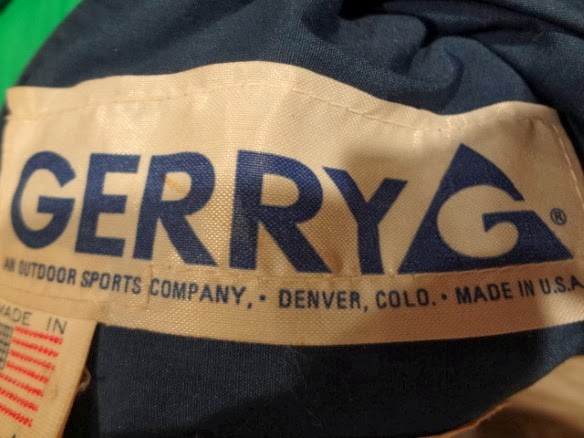 GERRY G®
AN OUTDOOR SPORTS COMPANY, • DENVER, COLO. • MADE IN U.S.A
MADE IN